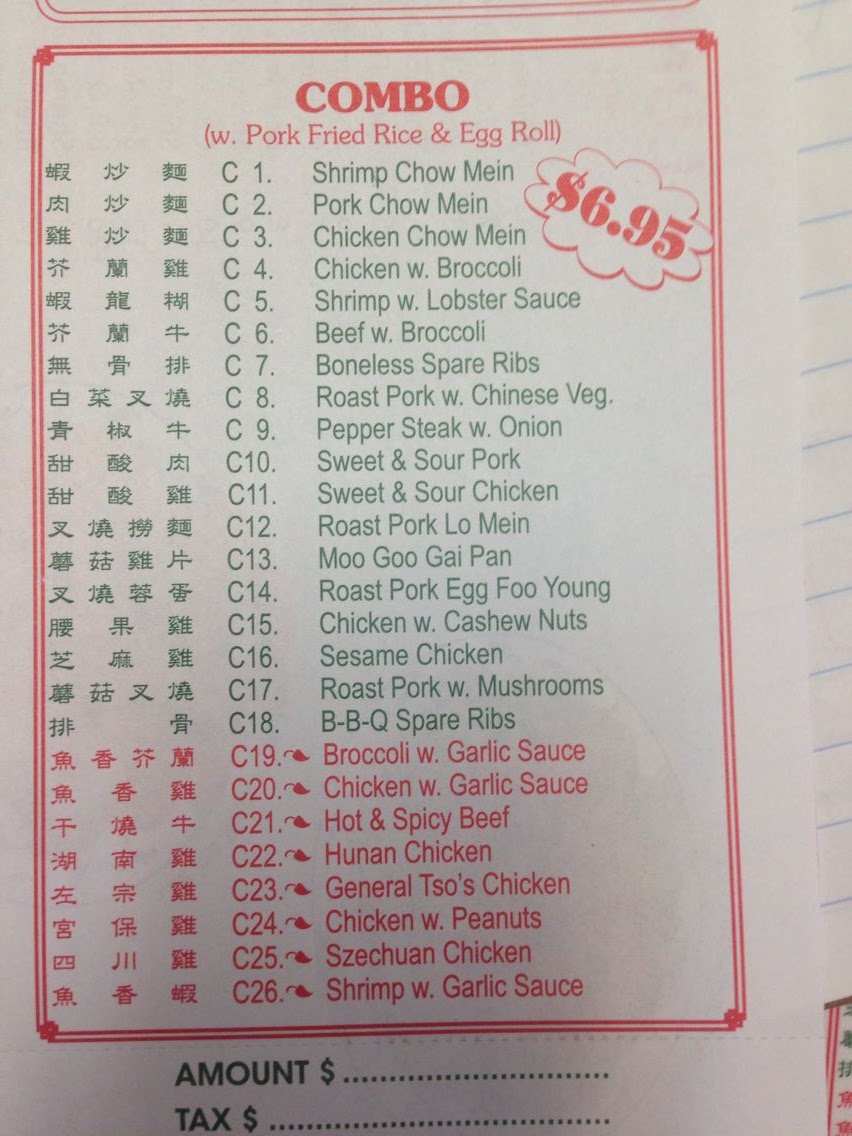 COMBO
(w. Pork Fried Rice & Egg Roll)
$6.95
蝦炒麵 C 1. Shrimp Chow Mein
肉炒麵 C 2. Pork Chow Mein
雞炒麵 C 3. Chicken Chow Mein
芥蘭雞 C 4. Chicken w. Broccoli
蝦龍糊 C 5. Shrimp w. Lobster Sauce
芥蘭牛 C 6. Beef w. Broccoli
無骨排 C 7. Boneless Spare Ribs
白菜叉燒 C 8. Roast Pork w. Chinese Veg.
青椒牛 C 9. Pepper Steak w. Onion
甜酸肉 C10. Sweet & Sour Pork
甜酸雞 C11. Sweet & Sour Chicken
叉燒撈麵 C12. Roast Pork Lo Mein
蘑菇雞片 C13. Moo Goo Gai Pan
叉燒蓉蛋 C14. Roast Pork Egg Foo Young
腰果雞 C15. Chicken w. Cashew Nuts
芝麻雞 C16. Sesame Chicken
蘑菇叉燒 C17. Roast Pork w. Mushrooms
排骨 C18. B-B-Q Spare Ribs
魚香芥蘭 C19. Broccoli w. Garlic Sauce
魚香雞 C20. Chicken w. Garlic Sauce
干燒牛 C21. Hot & Spicy Beef
湖南雞 C22. Hunan Chicken
左宗雞 C23. General Tso's Chicken
宮保雞 C24. Chicken w. Peanuts
四川雞 C25. Szechuan Chicken
魚香蝦 C26. Shrimp w. Garlic Sauce
AMOUNT $ ..............................
TAX $ ......................................
排
魚